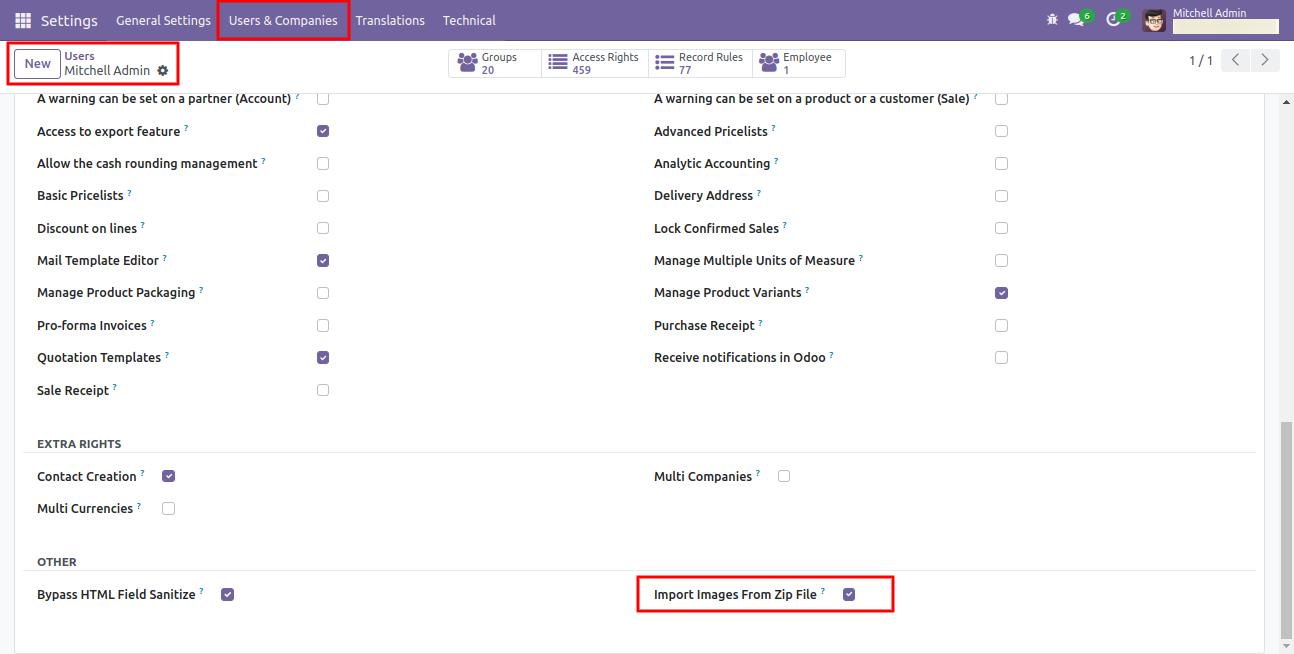 Settings General Settings Users & Companies Translations Technical 6 2 Mitchell Admin
New Users Groups Access Rights Record Rules Employee
Mitchell Admin 20 459 77 1 1 / 1
A warning can be set on a partner (Account) ? A warning can be set on a product or a customer (Sale) ?
Access to export feature ? Advanced Pricelists ?
Allow the cash rounding management ? Analytic Accounting ?
Basic Pricelists ? Delivery Address ?
Discount on lines ? Lock Confirmed Sales ?
Mail Template Editor ? Manage Multiple Units of Measure ?
Manage Product Packaging ? Manage Product Variants ?
Pro-forma Invoices ? Purchase Receipt ?
Quotation Templates ? Receive notifications in Odoo ?
Sale Receipt ?
EXTRA RIGHTS
Contact Creation ? Multi Companies ?
Multi Currencies ?
OTHER
Bypass HTML Field Sanitize ? Import Images From Zip File ?